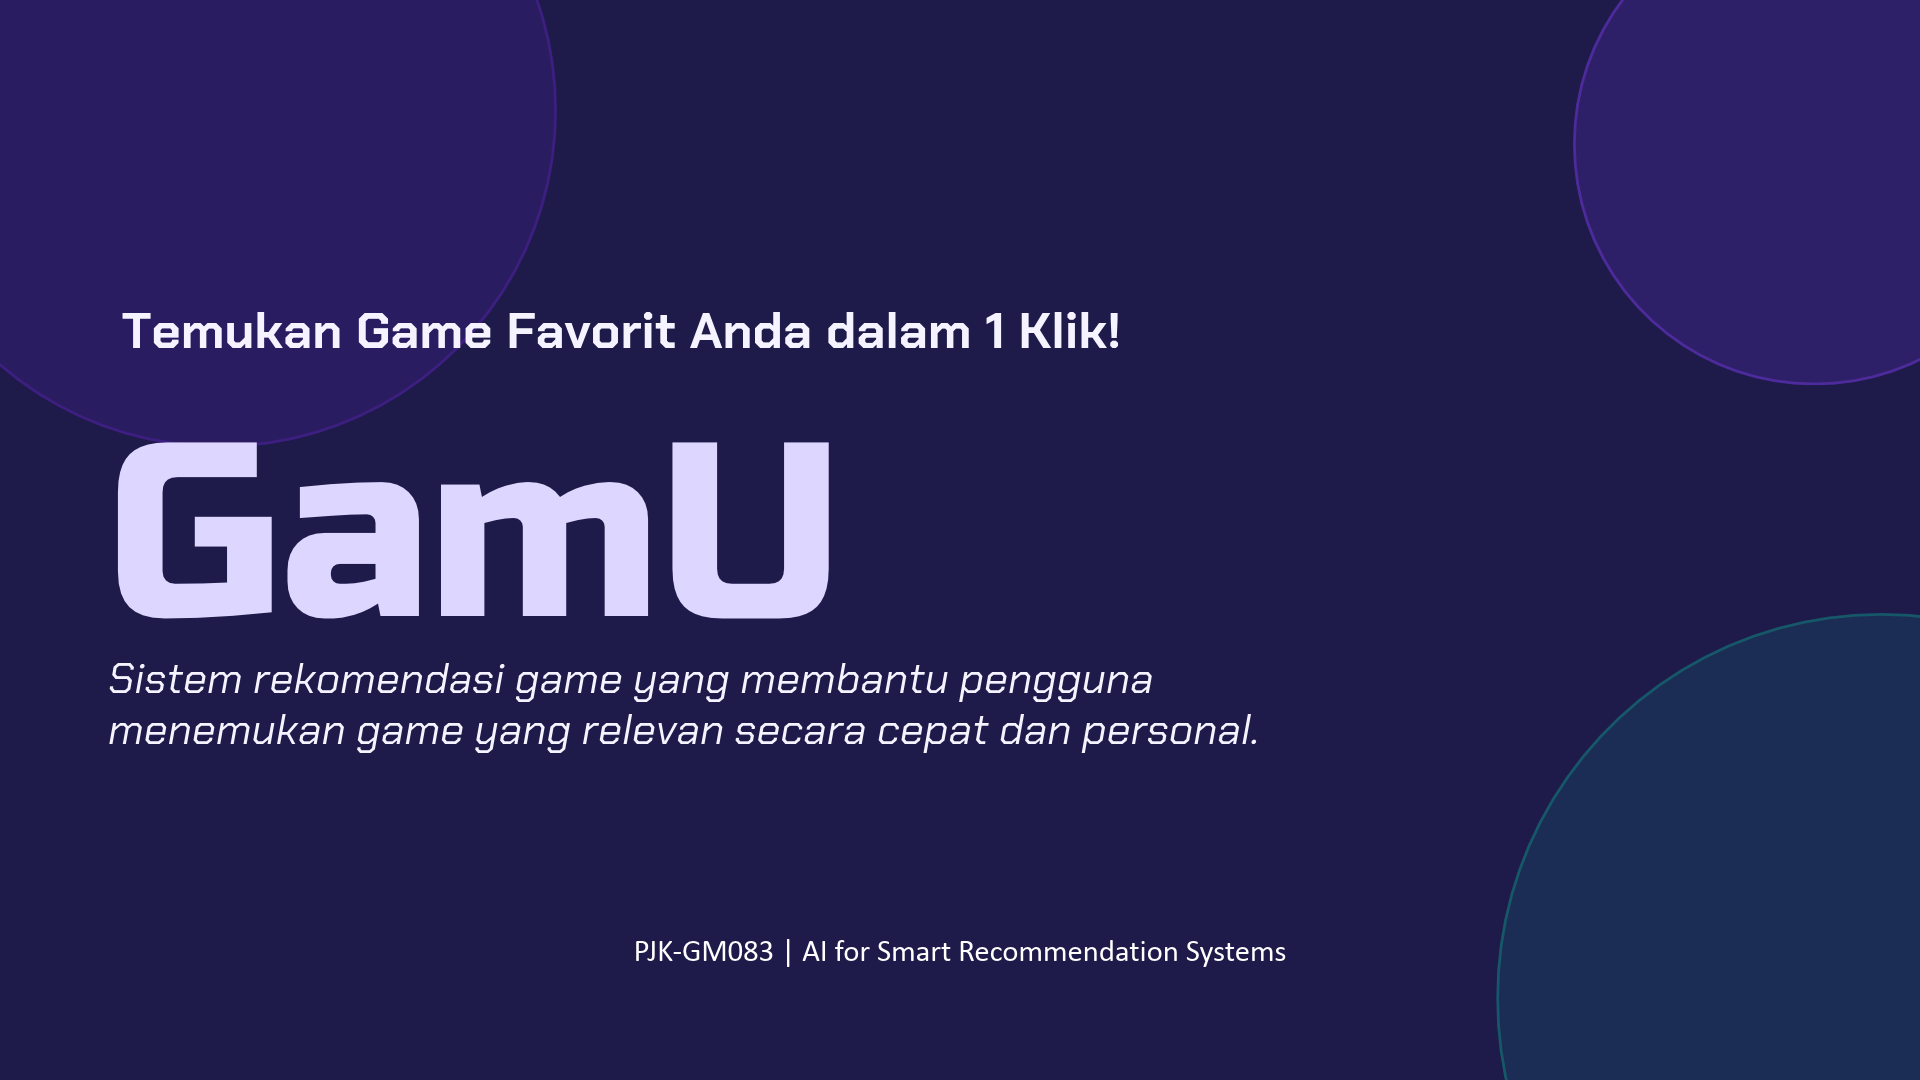 Temukan Game Favorit Anda dalam 1 Klik!
GamU
Sistem rekomendasi game yang membantu pengguna
menemukan game yang relevan secara cepat dan personal.
PJK-GM083 | AI for Smart Recommendation Systems